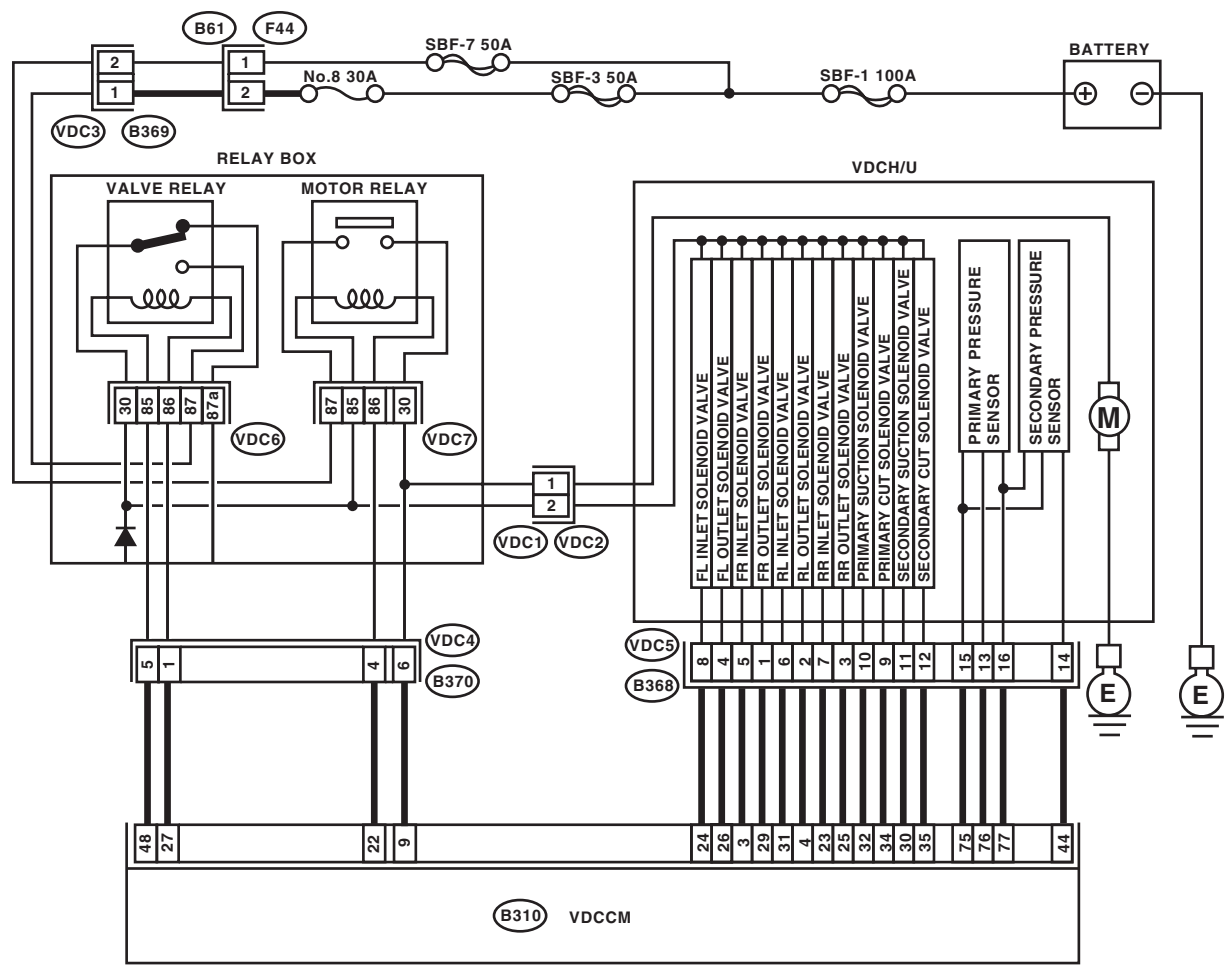 B61 F44
SBF-7 50A
BATTERY
2 1
No.8 30A
SBF-3 50A
SBF-1 100A
1 2
+ −
VDC3 B369
RELAY BOX
VDCH/U
VALVE RELAY MOTOR RELAY
30 85 86 87 87a
87 85 86 30
VDC6 VDC7
1
2
VDC1 VDC2
FL INLET SOLENOID VALVE
FL OUTLET SOLENOID VALVE
FR INLET SOLENOID VALVE
FR OUTLET SOLENOID VALVE
RL INLET SOLENOID VALVE
RL OUTLET SOLENOID VALVE
RR INLET SOLENOID VALVE
RR OUTLET SOLENOID VALVE
PRIMARY SUCTION SOLENOID VALVE
PRIMARY CUT SOLENOID VALVE
SECONDARY SUCTION SOLENOID VALVE
SECONDARY CUT SOLENOID VALVE
PRIMARY PRESSURE
SENSOR
SECONDARY PRESSURE
SENSOR
M
VDC4
5 1 4 6
B370
VDC5
8 4 5 1 6 2 7 3 10 9 11 12 15 13 16 14
B368
E E
48 27 22 9 24 26 3 29 31 4 23 25 32 34 30 35 75 76 77 44
B310 VDCCM